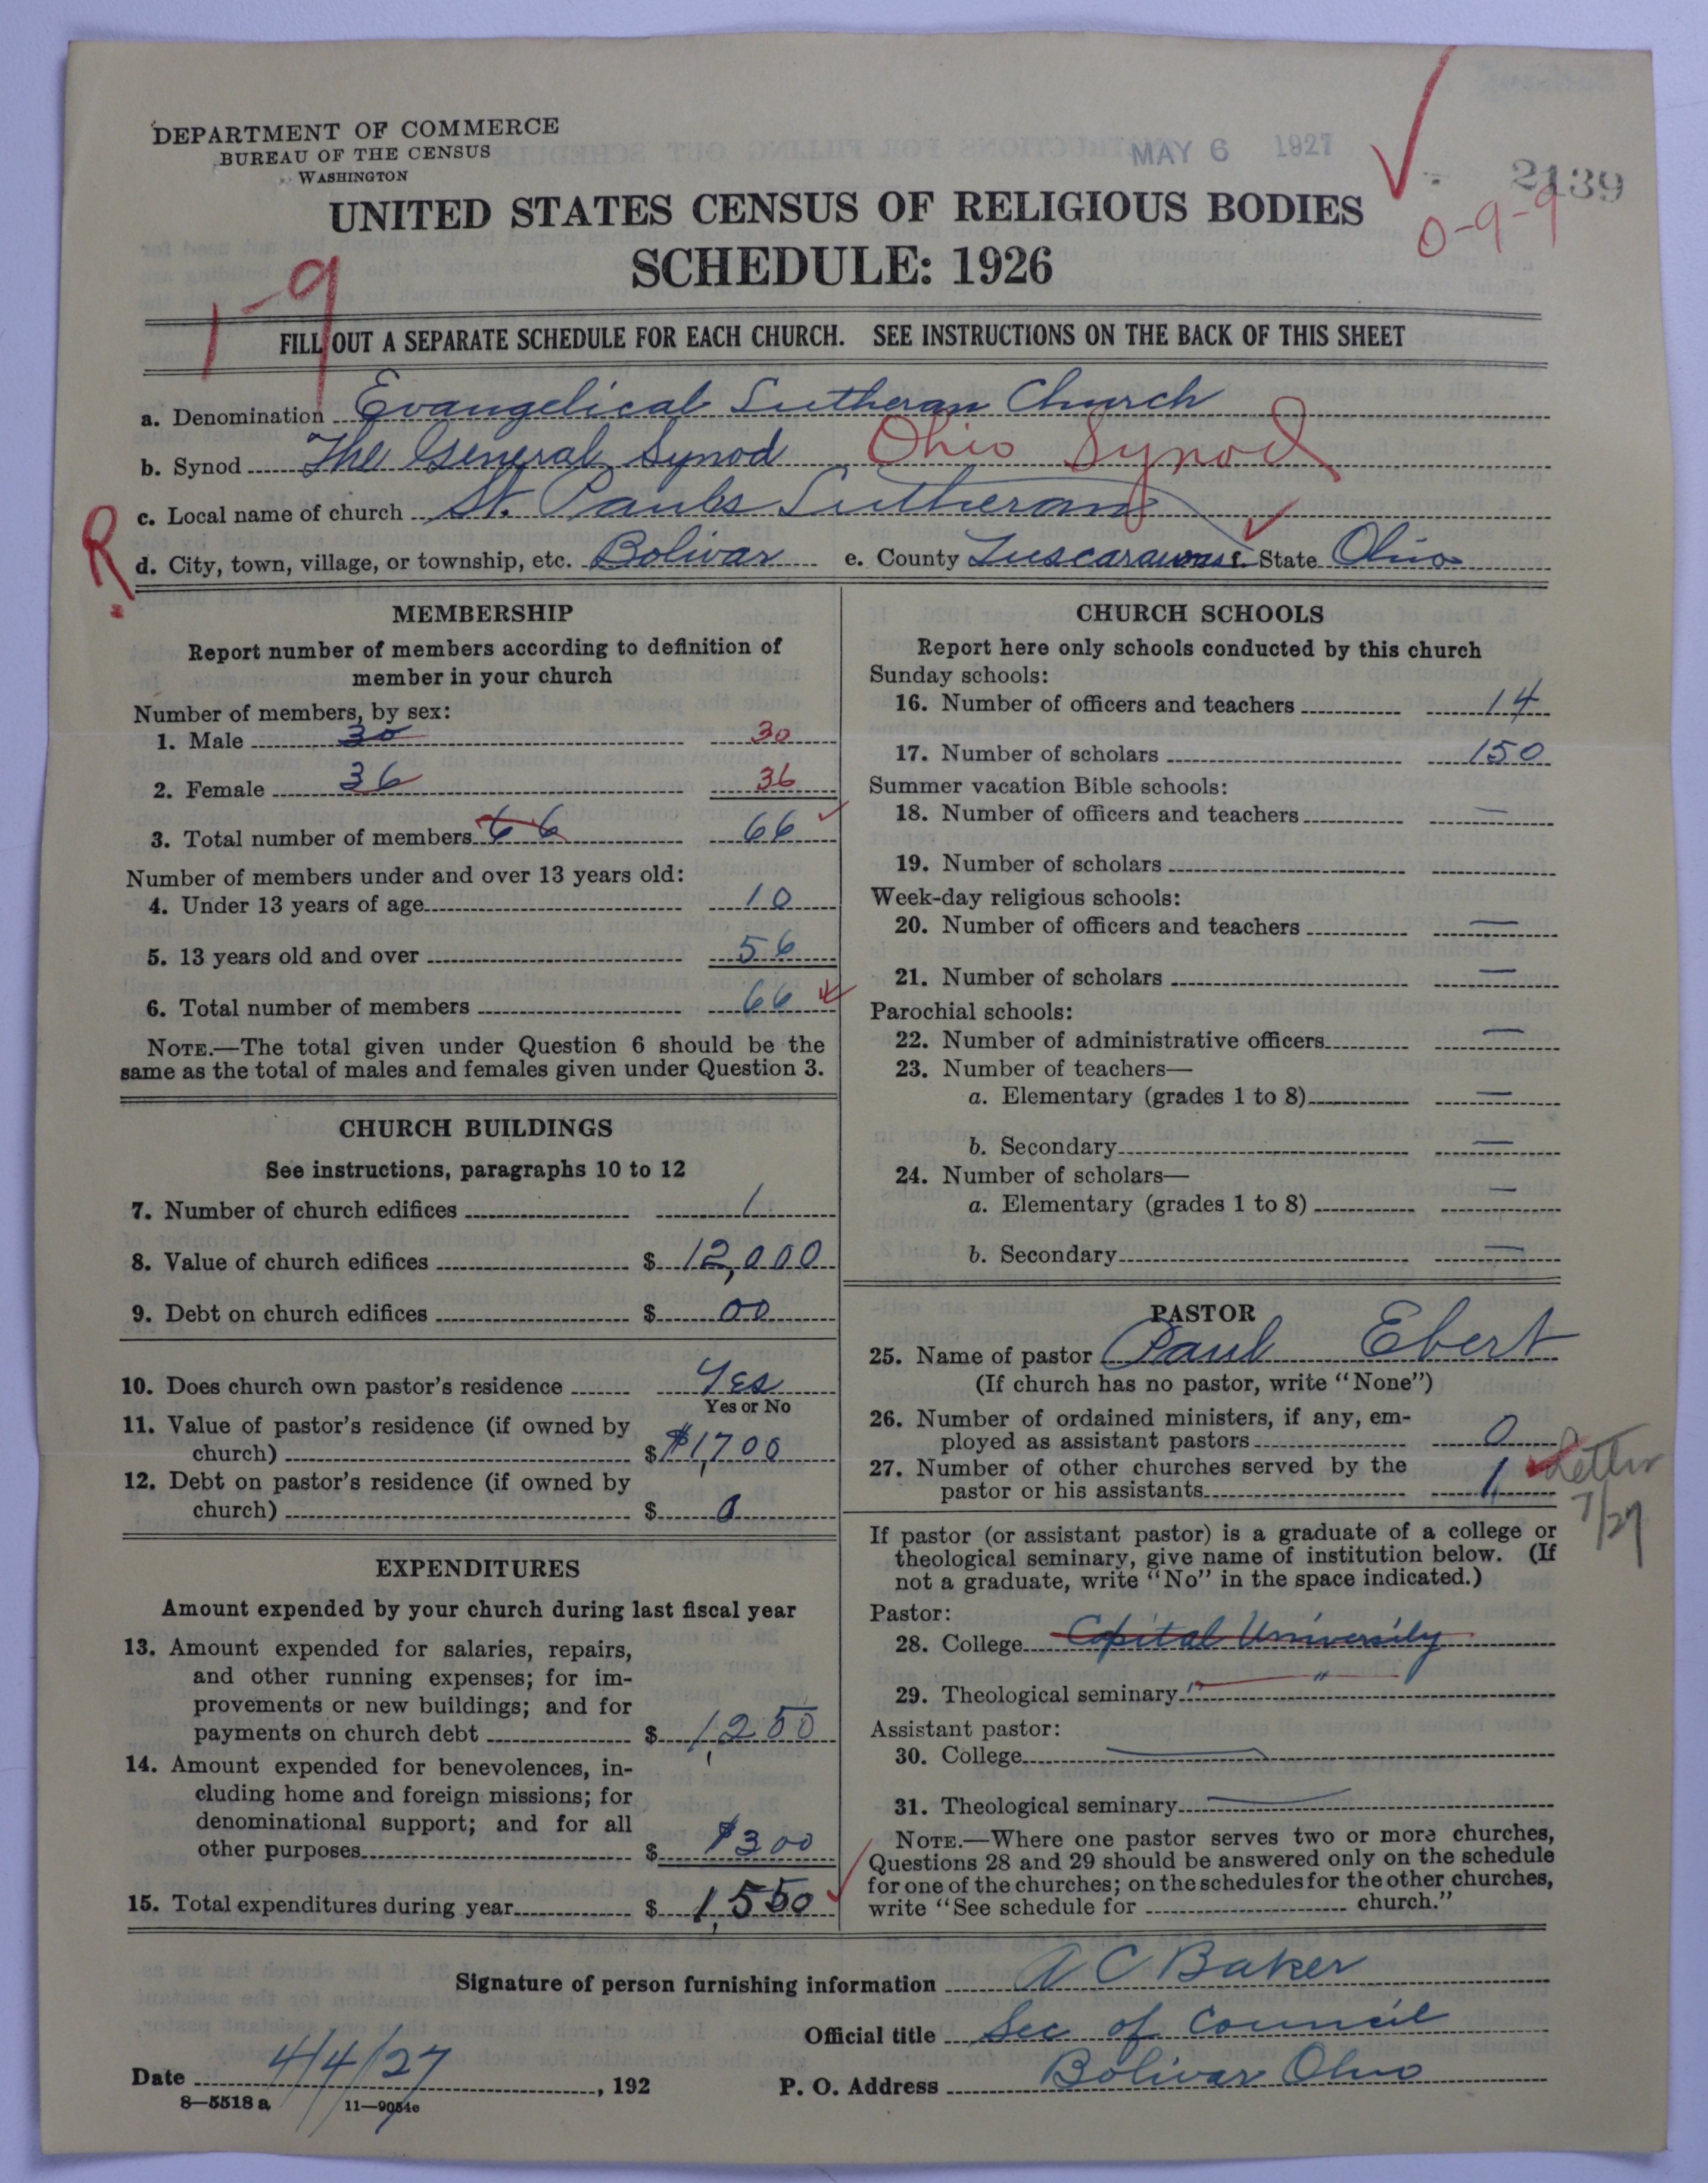 DEPARTMENT OF COMMERCE
BUREAU OF THE CENSUS
WASHINGTON
MAY 6 1927
2139
0-9-9
UNITED STATES CENSUS OF RELIGIOUS BODIES
SCHEDULE: 1926
1-9
FILL OUT A SEPARATE SCHEDULE FOR EACH CHURCH. SEE INSTRUCTIONS ON THE BACK OF THIS SHEET
a. Denomination Evangelical Lutheran Church
b. Synod The General Synod Ohio Synod
c. Local name of church St. Pauls Lutheran
R
d. City, town, village, or township, etc. Bolivar e. County Tuscarawas f. State Ohio
MEMBERSHIP
Report number of members according to definition of
member in your church
Number of members, by sex:
1. Male 30 30
2. Female 36 36
3. Total number of members 66 66
Number of members under and over 13 years old:
4. Under 13 years of age 10
5. 13 years old and over 56
6. Total number of members 66
NOTE.—The total given under Question 6 should be the
same as the total of males and females given under Question 3.
CHURCH BUILDINGS
See instructions, paragraphs 10 to 12
7. Number of church edifices 1
8. Value of church edifices $ 12,000
9. Debt on church edifices $ 00
10. Does church own pastor's residence Yes
Yes or No
11. Value of pastor's residence (if owned by
church) $ $1,700
12. Debt on pastor's residence (if owned by
church) $ 0
EXPENDITURES
Amount expended by your church during last fiscal year
13. Amount expended for salaries, repairs,
and other running expenses; for im-
provements or new buildings; and for
payments on church debt $ 1,250
14. Amount expended for benevolences, in-
cluding home and foreign missions; for
denominational support; and for all
other purposes $ $300
15. Total expenditures during year $ 1,550
CHURCH SCHOOLS
Report here only schools conducted by this church
Sunday schools:
16. Number of officers and teachers 14
17. Number of scholars 150
Summer vacation Bible schools:
18. Number of officers and teachers —
19. Number of scholars
Week-day religious schools:
20. Number of officers and teachers —
21. Number of scholars —
Parochial schools:
22. Number of administrative officers —
23. Number of teachers—
a. Elementary (grades 1 to 8) —
b. Secondary —
24. Number of scholars—
a. Elementary (grades 1 to 8) —
b. Secondary —
PASTOR
25. Name of pastor Paul Ebert
(If church has no pastor, write "None")
26. Number of ordained ministers, if any, em-
ployed as assistant pastors 0
27. Number of other churches served by the
pastor or his assistants 1
Letter
7/27
If pastor (or assistant pastor) is a graduate of a college or
theological seminary, give name of institution below. (If
not a graduate, write "No" in the space indicated.)
Pastor:
28. College Capital University
29. Theological seminary " "
Assistant pastor:
30. College —
31. Theological seminary —
NOTE.—Where one pastor serves two or more churches,
Questions 28 and 29 should be answered only on the schedule
for one of the churches; on the schedules for the other churches,
write "See schedule for church."
Signature of person furnishing information A C Baker
Official title Sec of Council
Date 4/4/27, 192 P. O. Address Bolivar Ohio
8—5518 a 11—9054c